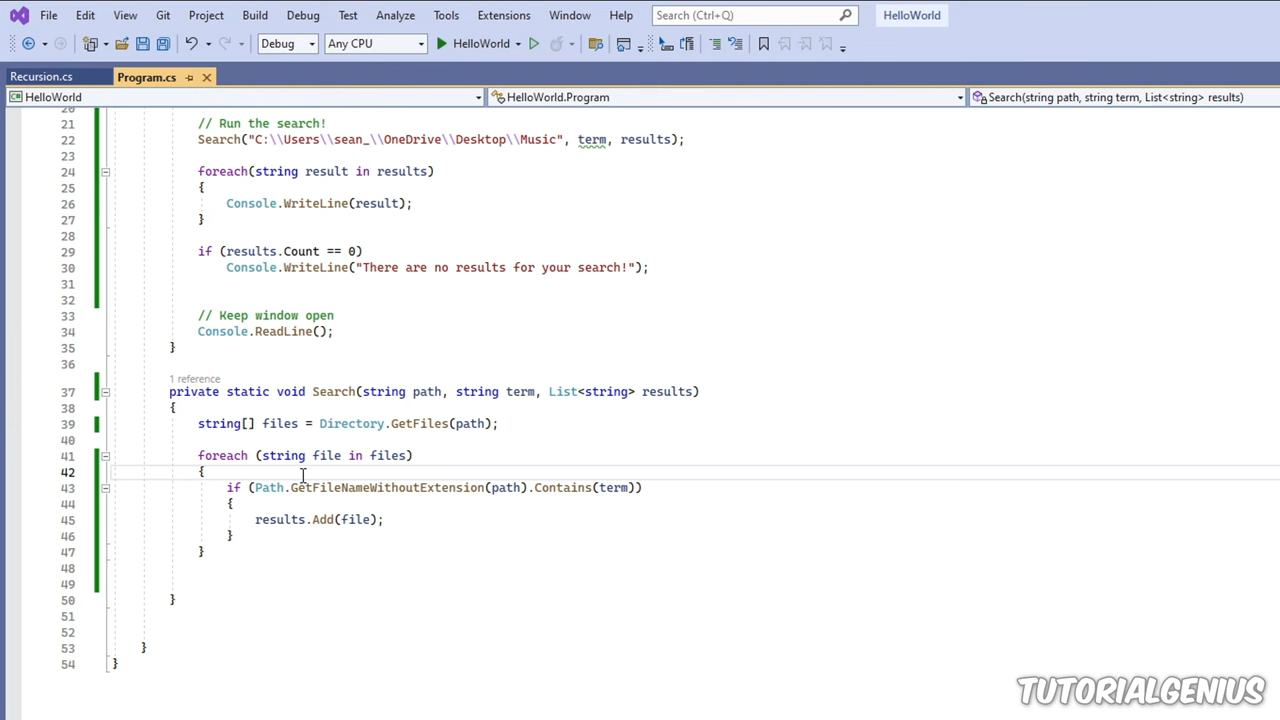 File Edit View Git Project Build Debug Test Analyze Tools Extensions Window Help Search (Ctrl+Q) HelloWorld
Debug Any CPU HelloWorld
Recursion.cs Program.cs
HelloWorld HelloWorld.Program Search(string path, string term, List<string> results)
20
21 // Run the search!
22 Search("C:\\Users\\sean_\\OneDrive\\Desktop\\Music", term, results);
23
24 foreach(string result in results)
25 {
26 Console.WriteLine(result);
27 }
28
29 if (results.Count == 0)
30 Console.WriteLine("There are no results for your search!");
31
32
33 // Keep window open
34 Console.ReadLine();
35 }
36
1 reference
37 private static void Search(string path, string term, List<string> results)
38 {
39 string[] files = Directory.GetFiles(path);
40
41 foreach (string file in files)
42 {
43 if (Path.GetFileNameWithoutExtension(path).Contains(term))
44 {
45 results.Add(file);
46 }
47 }
48
49
50 }
51
52
53 }
54 }
TUTORIALGENIUS